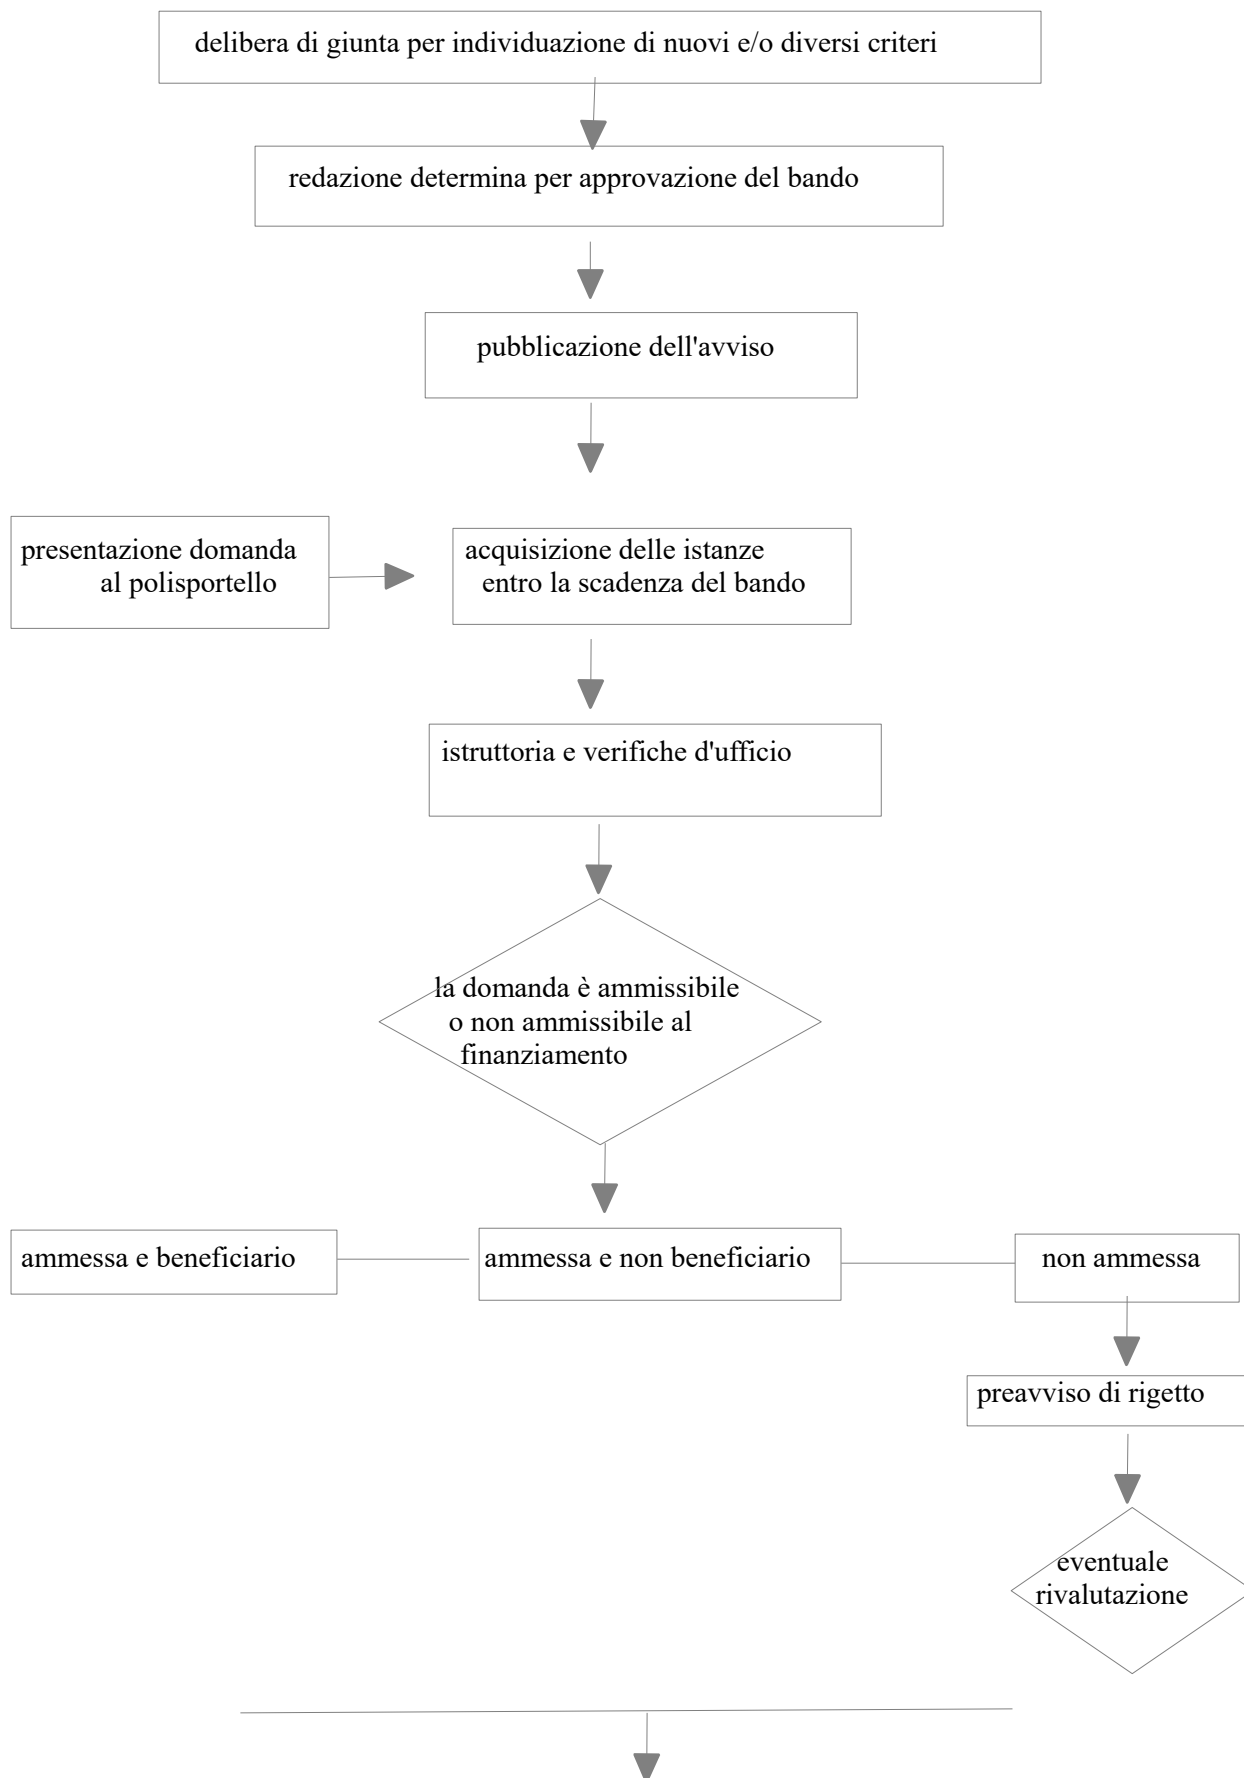 delibera di giunta per individuazione di nuovi e/o diversi criteri
redazione determina per approvazione del bando
pubblicazione dell'avviso
presentazione domanda
al polisportello
acquisizione delle istanze
entro la scadenza del bando
istruttoria e verifiche d'ufficio
la domanda è ammissibile
o non ammissibile al
finanziamento
ammessa e beneficiario
ammessa e non beneficiario
non ammessa
preavviso di rigetto
eventuale
rivalutazione